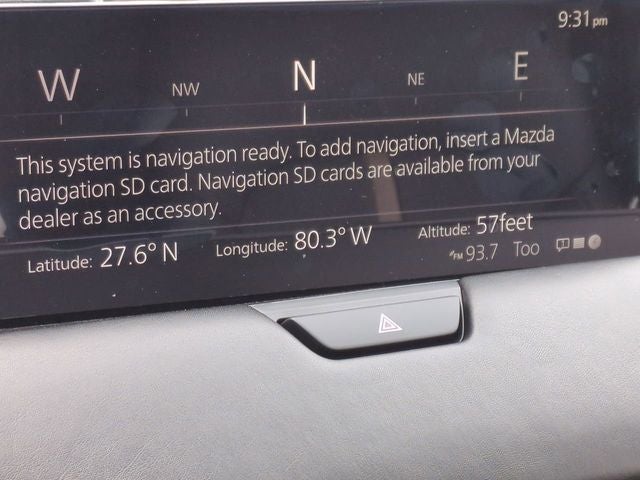 9:31pm
W NW N NE E
This system is navigation ready. To add navigation, insert a Mazda
navigation SD card. Navigation SD cards are available from your
dealer as an accessory.
Latitude: 27.6° N Longitude: 80.3° W Altitude: 57feet
FM 93.7 Too